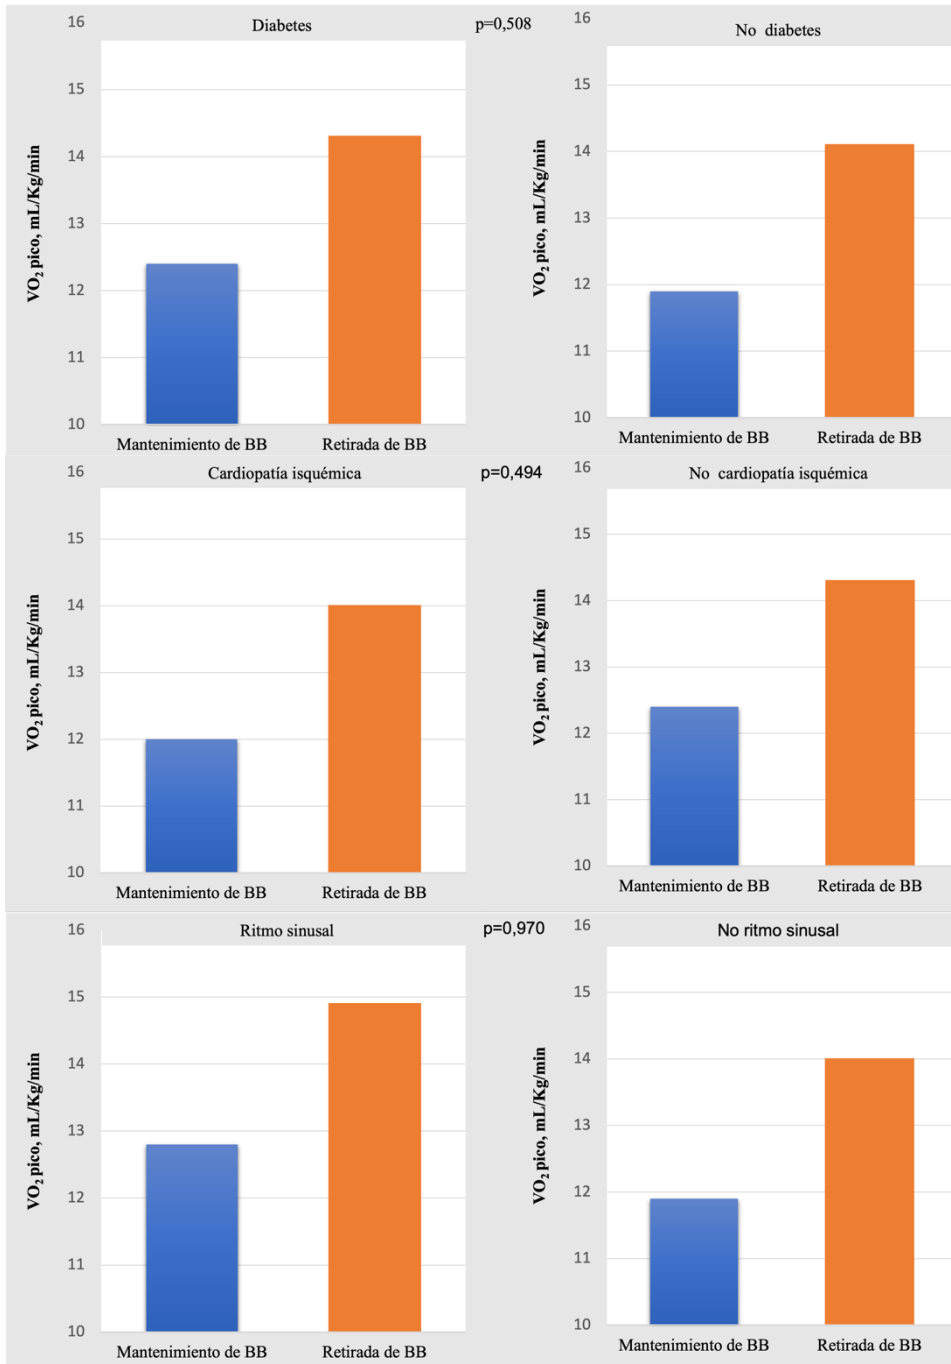 Diabetes
p=0,508
No diabetes
16
15
14
13
12
11
10
VO₂ pico, mL/Kg/min
Mantenimiento de BB
Retirada de BB
16
15
14
13
12
11
10
VO₂ pico, mL/Kg/min
Mantenimiento de BB
Retirada de BB
Cardiopatía isquémica
p=0,494
No cardiopatía isquémica
16
15
14
13
12
11
10
VO₂ pico, mL/Kg/min
Mantenimiento de BB
Retirada de BB
16
15
14
13
12
11
10
VO₂ pico, mL/Kg/min
Mantenimiento de BB
Retirada de BB
Ritmo sinusal
p=0,970
No ritmo sinusal
16
15
14
13
12
11
10
VO₂ pico, mL/Kg/min
Mantenimiento de BB
Retirada de BB
16
15
14
13
12
11
10
VO₂ pico, mL/Kg/min
Mantenimiento de BB
Retirada de BB